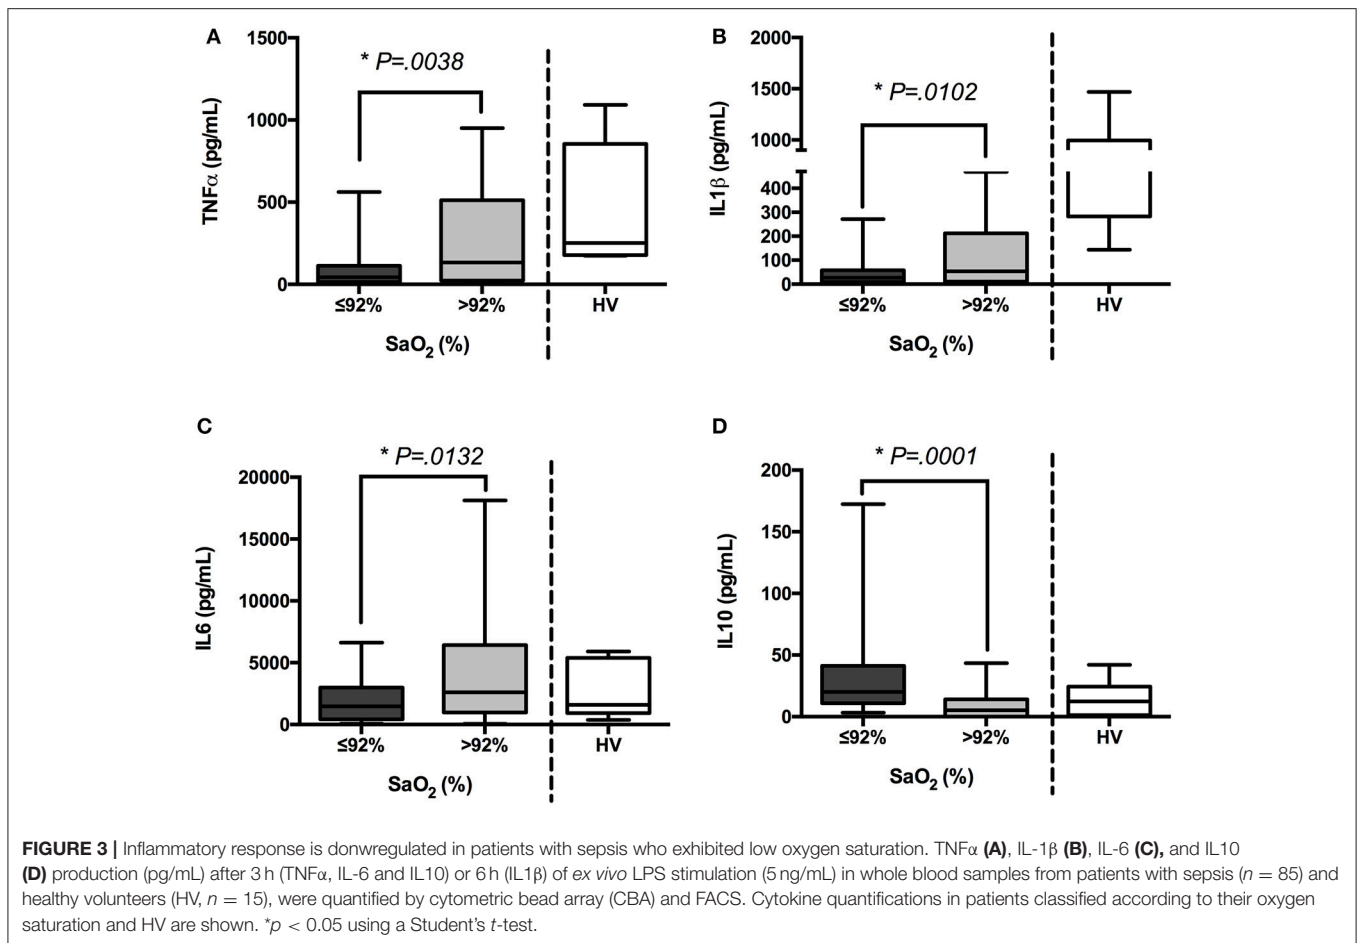 A
* P=.0038
TNFα (pg/mL)
1500
1000
500
0
≤92%
>92%
HV
SaO2 (%)
B
* P=.0102
IL1β (pg/mL)
2000
1500
1000
400
300
200
100
0
≤92%
>92%
HV
SaO2 (%)
C
* P=.0132
IL6 (pg/mL)
20000
15000
10000
5000
0
≤92%
>92%
HV
SaO2 (%)
D
* P=.0001
IL10 (pg/mL)
200
150
100
50
0
≤92%
>92%
HV
SaO2 (%)
FIGURE 3 | Inflammatory response is donwregulated in patients with sepsis who exhibited low oxygen saturation. TNFα (A), IL-1β (B), IL-6 (C), and IL10
(D) production (pg/mL) after 3 h (TNFα, IL-6 and IL10) or 6 h (IL1β) of ex vivo LPS stimulation (5 ng/mL) in whole blood samples from patients with sepsis (n = 85) and
healthy volunteers (HV, n = 15), were quantified by cytometric bead array (CBA) and FACS. Cytokine quantifications in patients classified according to their oxygen
saturation and HV are shown. *p < 0.05 using a Student's t-test.